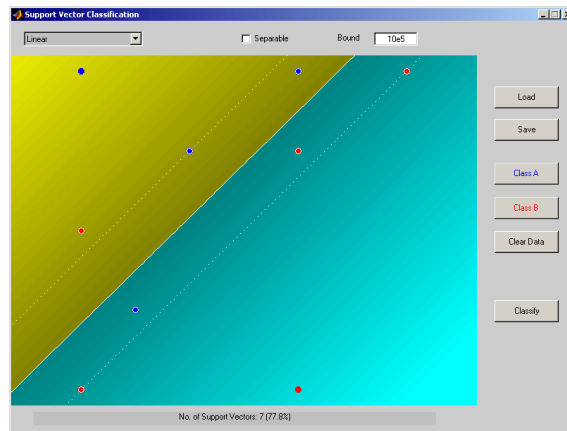 Support Vector Classification
Linear
Separable
Bound
10e5
Load
Save
Class A
Class B
Clear Data
Classify
No. of Support Vectors: 7 (77.8%)